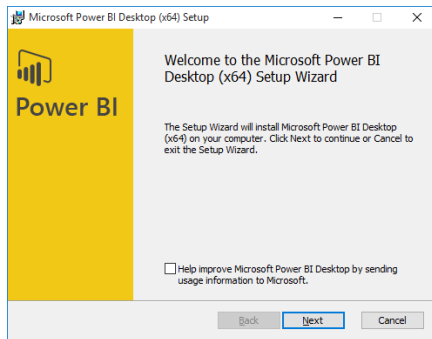 Microsoft Power BI Desktop (x64) Setup
Power BI
Welcome to the Microsoft Power BI
Desktop (x64) Setup Wizard
The Setup Wizard will install Microsoft Power BI Desktop
(x64) on your computer. Click Next to continue or Cancel to
exit the Setup Wizard.
Help improve Microsoft Power BI Desktop by sending
usage information to Microsoft.
Back
Next
Cancel